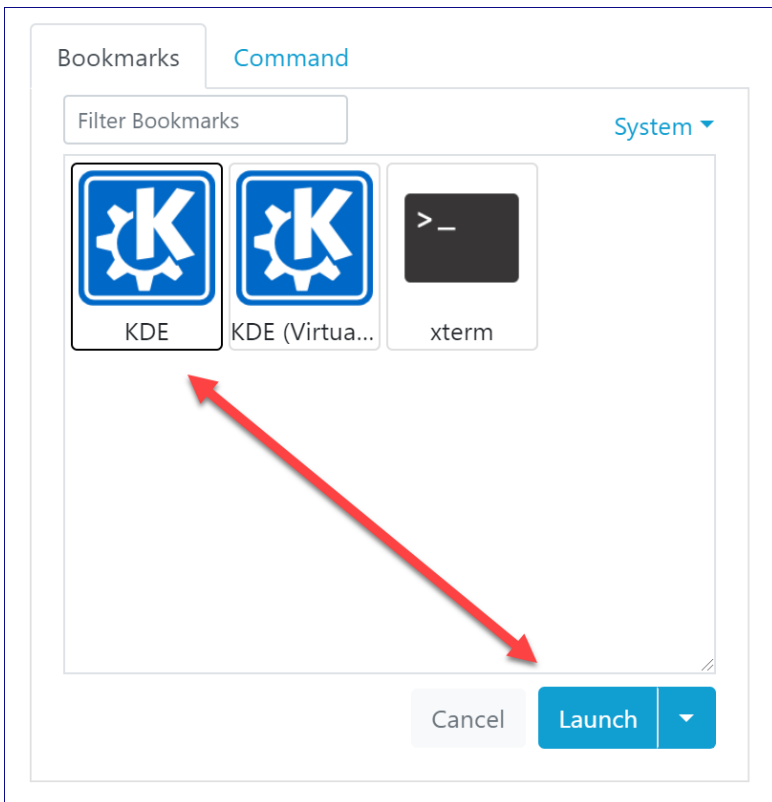 Bookmarks Command
Filter Bookmarks System
>_
KDE KDE (Virtua... xterm
Cancel Launch